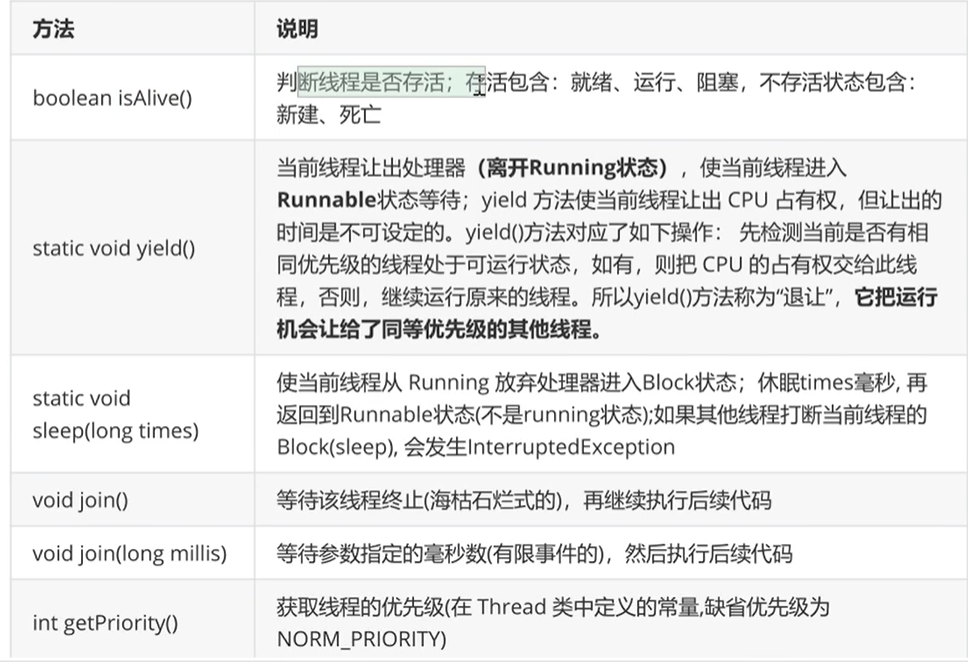 方法
说明
boolean isAlive()
判断线程是否存活；存活包含：就绪、运行、阻塞，不存活状态包含：
新建、死亡
static void yield()
当前线程让出处理器（离开Running状态），使当前线程进入
Runnable状态等待；yield 方法使当前线程让出 CPU 占有权，但让出的
时间是不可设定的。yield()方法对应了如下操作： 先检测当前是否有相
同优先级的线程处于可运行状态，如有，则把 CPU 的占有权交给此线
程，否则，继续运行原来的线程。所以yield()方法称为“退让”，它把运行
机会让给了同等优先级的其他线程。
static void
sleep(long times)
使当前线程从 Running 放弃处理器进入Block状态；休眠times毫秒, 再
返回到Runnable状态(不是running状态);如果其他线程打断当前线程的
Block(sleep), 会发生InterruptedException
void join()
等待该线程终止(海枯石烂式的)，再继续执行后续代码
void join(long millis)
等待参数指定的毫秒数(有限事件的)，然后执行后续代码
int getPriority()
获取线程的优先级(在 Thread 类中定义的常量,缺省优先级为
NORM_PRIORITY)